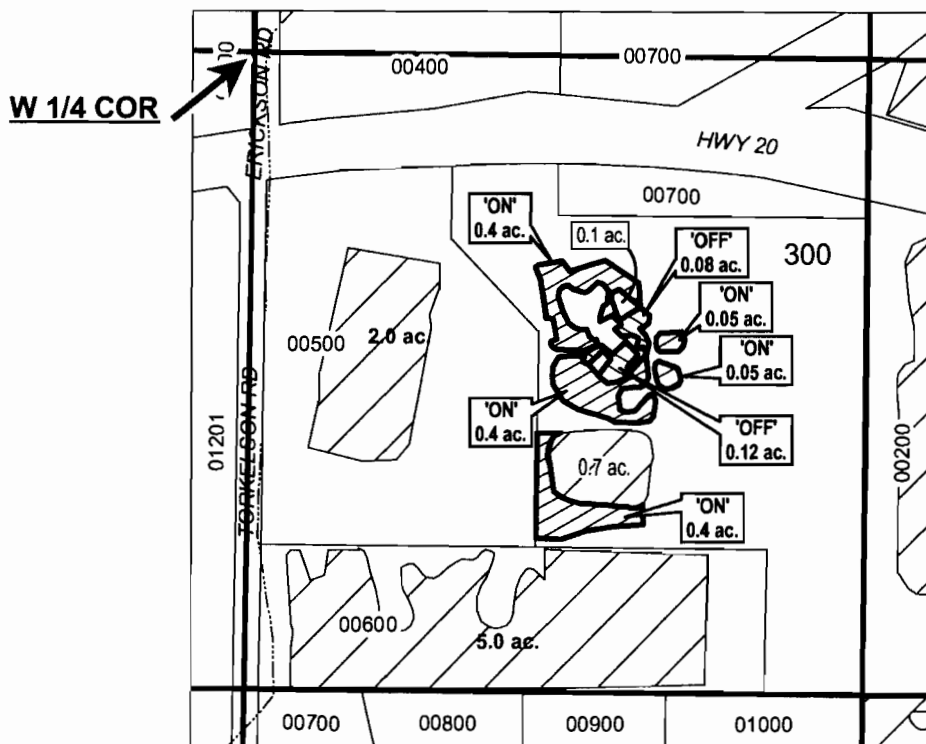 00400
00700
W 1/4 COR
ERICKSON RD.
HWY 20
00700
'ON'
0.4 ac.
0.1 ac.
'OFF'
0.08 ac.
300
'ON'
0.05 ac.
00500
2.0 ac.
'ON'
0.05 ac.
'ON'
0.4 ac.
'OFF'
0.12 ac.
01201
TORKELSON RD
00200
0.7 ac.
'ON'
0.4 ac.
00600
5.0 ac.
00700
00800
00900
01000